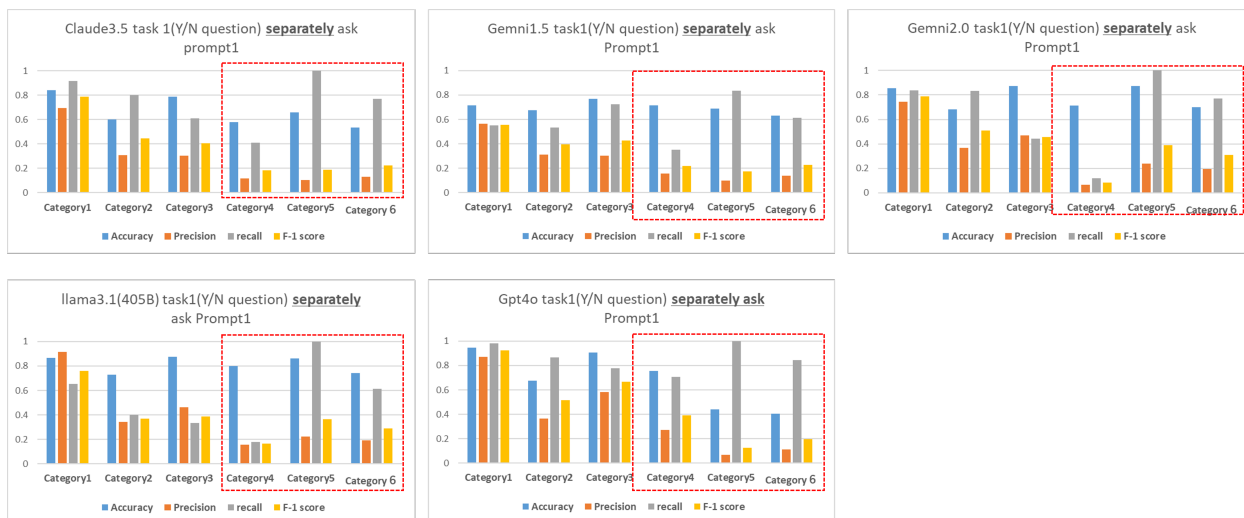 Claude3.5 task 1(Y/N question) separately ask
prompt1
1
0.8
0.6
0.4
0.2
0
Category1 Category2 Category3 Category4 Category5 Category 6
Accuracy Precision recall F-1 score
Gemni1.5 task1(Y/N question) separately ask
Prompt1
1
0.8
0.6
0.4
0.2
0
Category1 Category2 Category3 Category4 Category5 Category 6
Accuracy Precision recall F-1 score
Gemni2.0 task1(Y/N question) separately ask
Prompt1
1
0.8
0.6
0.4
0.2
0
Category1 Category2 Category3 Category4 Category5 Category 6
Accuracy Precision recall F-1 score
llama3.1(405B) task1(Y/N question) separately
ask Prompt1
1
0.8
0.6
0.4
0.2
0
Category1 Category2 Category3 Category4 Category5 Category 6
Accuracy Precision recall F-1 score
Gpt4o task1(Y/N question) separately ask
Prompt1
1
0.8
0.6
0.4
0.2
0
Category1 Category2 Category3 Category4 Category5 Category 6
Accuracy Precision recall F-1 score